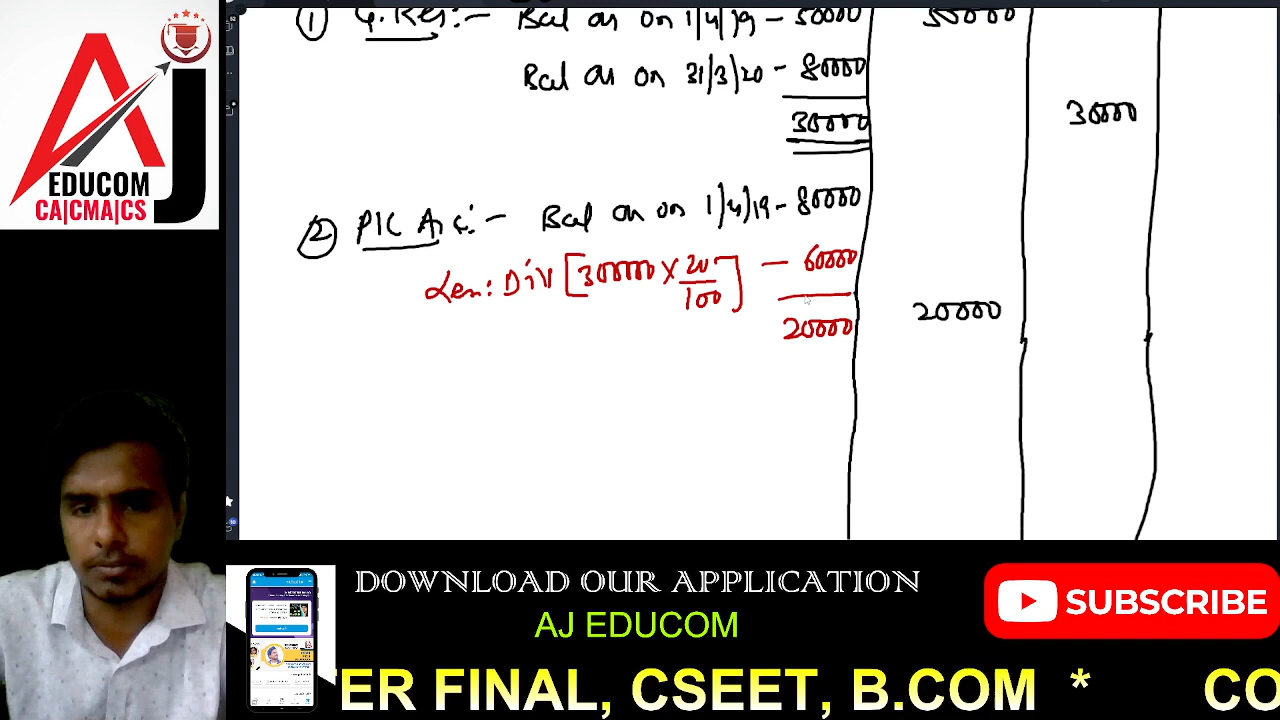 ① G. Res:- Bal as on 1/4/19 - 50000 50000
Bal as on 31/3/20 - 80000
30000 30000
② P/L A/c:- Bal as on 1/4/19 - 80000
Less: Div [300000 × 20/100] - 60000
20000 20000
AJ
EDUCOM
CA|CMA|CS
DOWNLOAD OUR APPLICATION
AJ EDUCOM
SUBSCRIBE
TER FINAL, CSEET, B.COM * CO